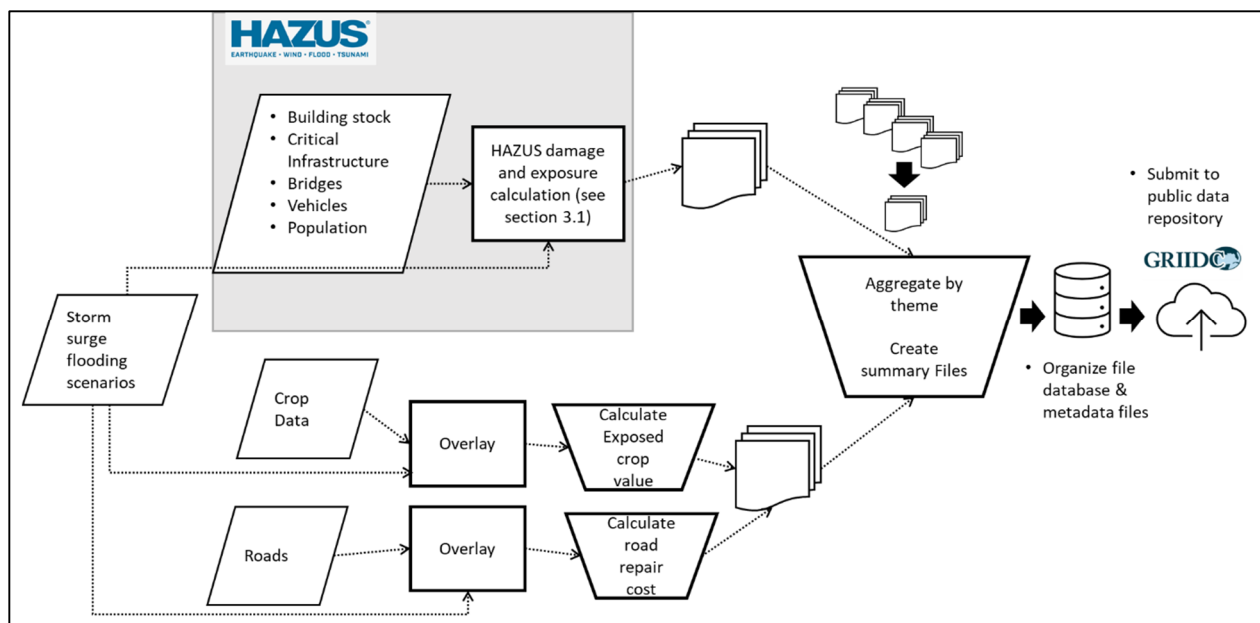 HAZUS®
EARTHQUAKE • WIND • FLOOD • TSUNAMI
• Building stock
• Critical
Infrastructure
• Bridges
• Vehicles
• Population
HAZUS damage
and exposure
calculation (see
section 3.1)
• Submit to
public data
repository
GRIIDC
Storm
surge
flooding
scenarios
Aggregate by
theme
Create
summary Files
• Organize file
database &
metadata files
Crop
Data
Overlay
Calculate
Exposed
crop
value
Roads
Overlay
Calculate
road
repair
cost